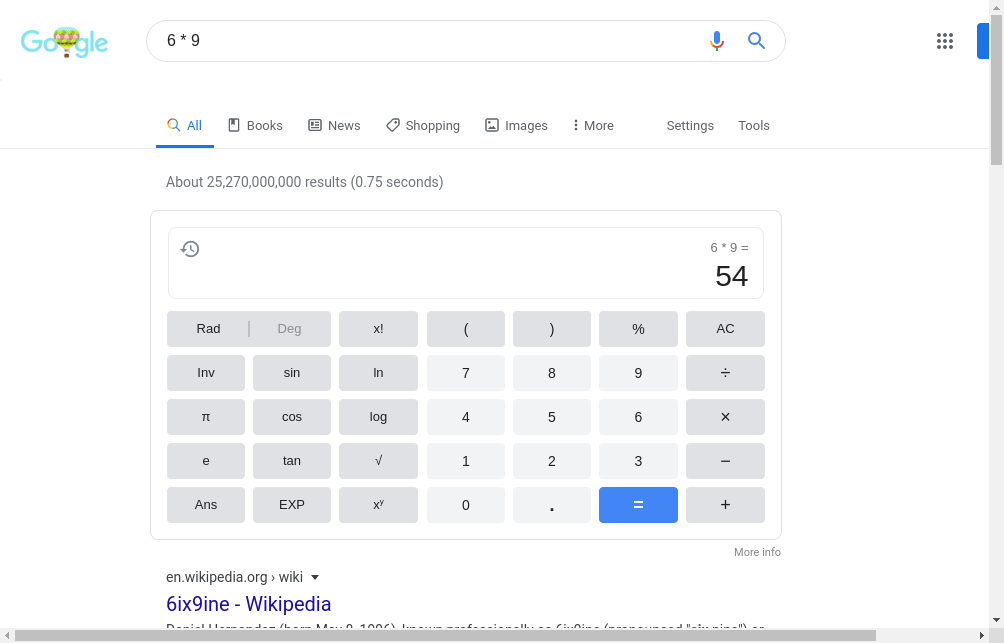 Google
6 * 9
All Books News Shopping Images More Settings Tools
About 25,270,000,000 results (0.75 seconds)
6 * 9 =
54
Rad Deg x! ( ) % AC
Inv sin ln 7 8 9 ÷
π cos log 4 5 6 ×
e tan √ 1 2 3 −
Ans EXP xʸ 0 . = +
More info
en.wikipedia.org › wiki
6ix9ine - Wikipedia